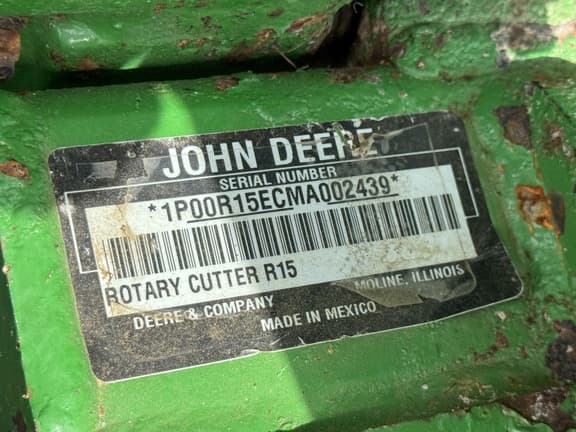 JOHN DEERE
SERIAL NUMBER
*1P00R15ECMA002439*
ROTARY CUTTER R15
MOLINE, ILLINOIS
DEERE & COMPANY
MADE IN MEXICO